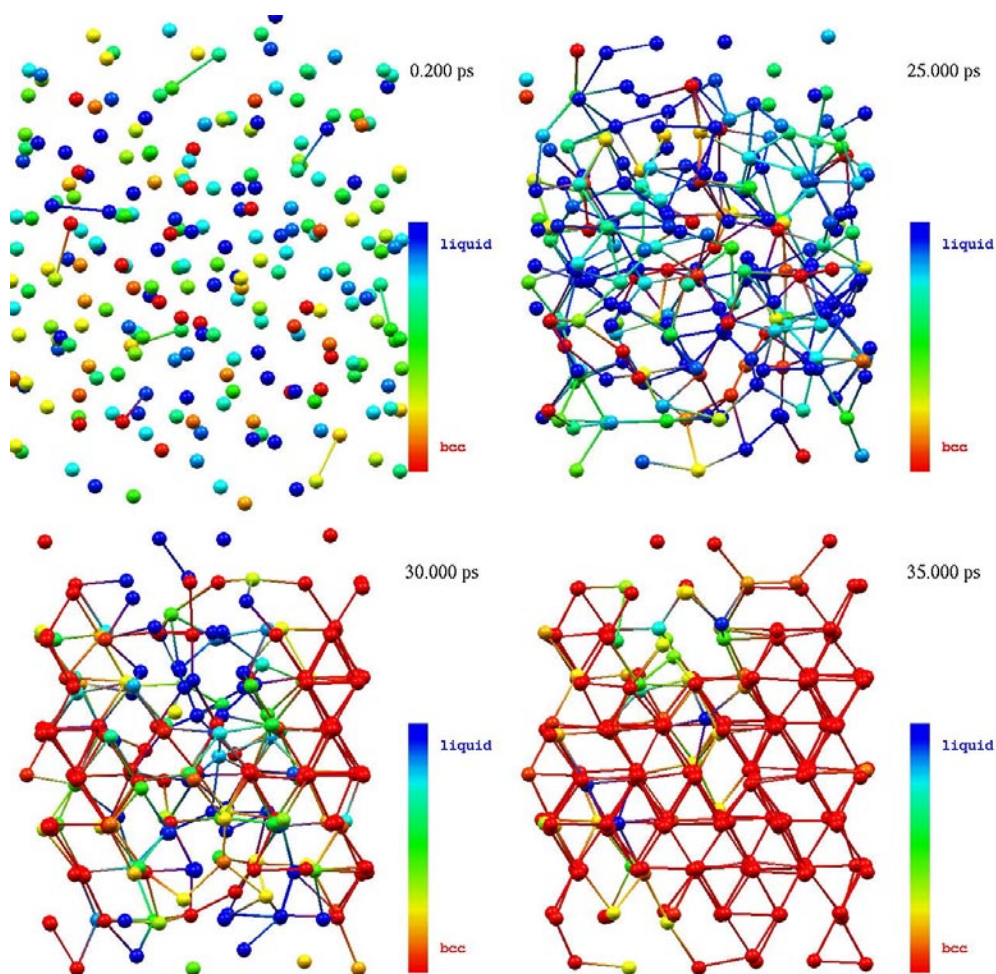 0.200 ps
25.000 ps
liquid
liquid
bcc
bcc
30.000 ps
35.000 ps
liquid
liquid
bcc
bcc